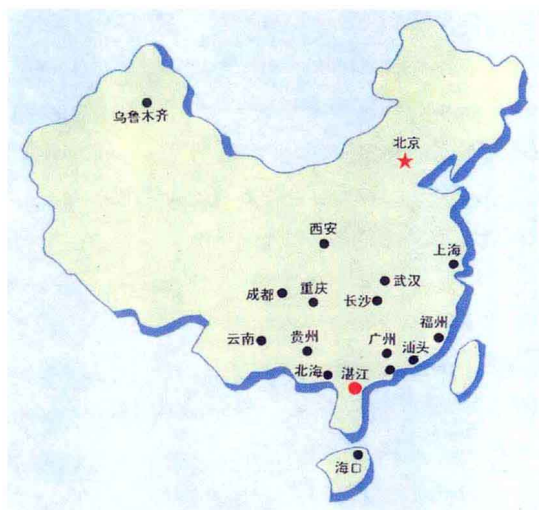 乌鲁木齐
北京
西安
上海
武汉
成都
重庆
长沙
福州
云南
贵州
广州
汕头
北海
湛江
海口